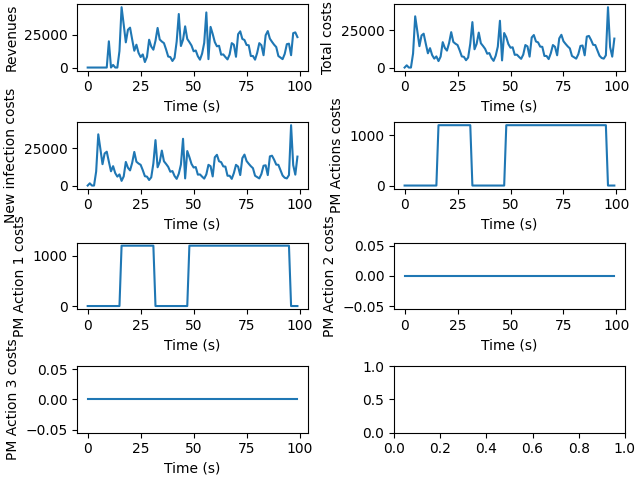 Revenues
25000
0
0 25 50 75 100
Time (s)
Total costs
25000
0
0 25 50 75 100
Time (s)
New infection costs
25000
0
0 25 50 75 100
Time (s)
PM Actions costs
1000
0
0 25 50 75 100
Time (s)
PM Action 1 costs
1000
0
0 25 50 75 100
Time (s)
PM Action 2 costs
0.05
0.00
−0.05
0 25 50 75 100
Time (s)
PM Action 3 costs
0.05
0.00
−0.05
0 25 50 75 100
Time (s)
1.0
0.5
0.0
0.0 0.2 0.4 0.6 0.8 1.0